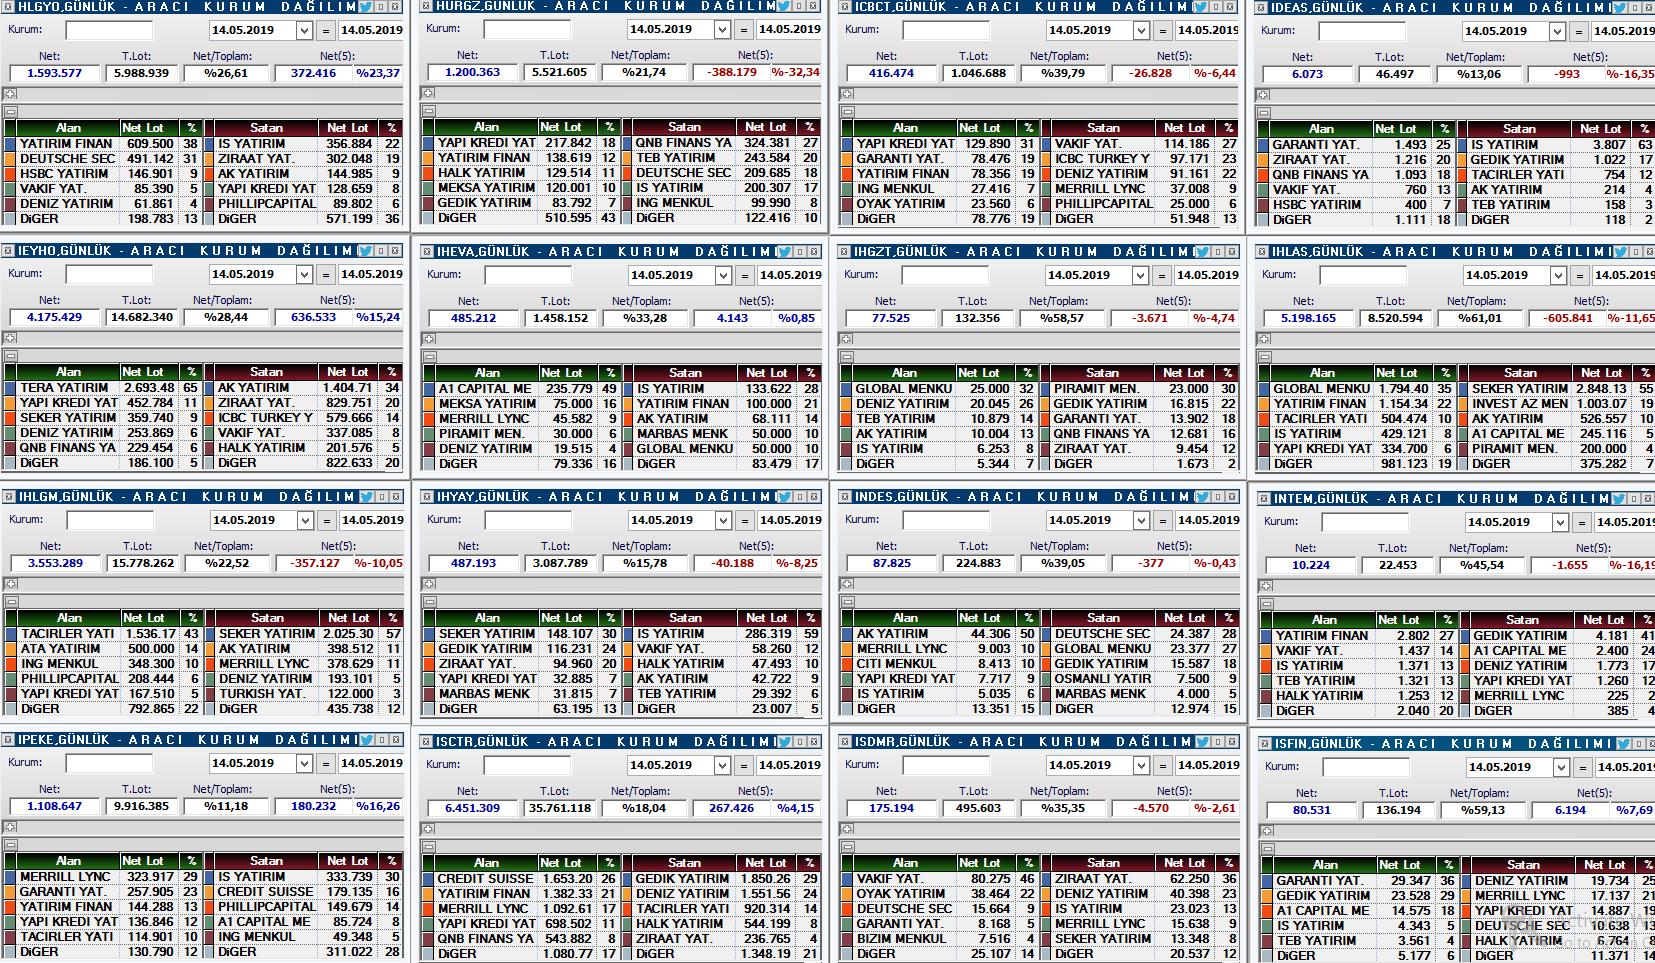 HLGYO,GÜNLÜK - ARACI KURUM DAĞILIMI
Kurum: 14.05.2019 = 14.05.2019
Net: T.Lot: Net/Toplam: Net(5):
1.593.577 5.988.939 %26,61 372.416 %23,37
Alan Net Lot % Satan Net Lot %
YATIRIM FINAN 609.500 38 IS YATIRIM 356.884 22
DEUTSCHE SEC 491.142 31 ZIRAAT YAT. 302.048 19
HSBC YATIRIM 146.901 9 AK YATIRIM 144.985 9
VAKIF YAT. 85.390 5 YAPI KREDI YAT 128.659 8
DENIZ YATIRIM 61.861 4 PHILLIPCAPITAL 89.802 6
DiGER 198.783 13 DiGER 571.199 36
HURGZ,GÜNLÜK - ARACI KURUM DAĞILIMI
Kurum: 14.05.2019 = 14.05.2019
Net: T.Lot: Net/Toplam: Net(5):
1.200.363 5.521.605 %21,74 -388.179 %-32,34
Alan Net Lot % Satan Net Lot %
YAPI KREDI YAT 217.842 18 QNB FINANS YA 324.381 27
YATIRIM FINAN 138.619 12 TEB YATIRIM 243.584 20
HALK YATIRIM 129.514 11 DEUTSCHE SEC 209.685 18
MEKSA YATIRIM 120.001 10 IS YATIRIM 200.307 17
GEDIK YATIRIM 83.792 7 ING MENKUL 99.990 8
DiGER 510.595 43 DiGER 122.416 10
ICBCT,GÜNLÜK - ARACI KURUM DAĞILIMI
Kurum: 14.05.2019 = 14.05.2019
Net: T.Lot: Net/Toplam: Net(5):
416.474 1.046.688 %39,79 -26.828 %-6,44
Alan Net Lot % Satan Net Lot %
YAPI KREDI YAT 129.890 31 VAKIF YAT. 114.186 27
GARANTI YAT. 78.476 19 ICBC TURKEY Y 97.171 23
YATIRIM FINAN 78.356 19 DENIZ YATIRIM 91.161 22
ING MENKUL 27.416 7 MERRILL LYNC 37.008 9
OYAK YATIRIM 23.560 6 PHILLIPCAPITAL 25.000 6
DiGER 78.776 19 DiGER 51.948 13
IDEAS,GÜNLÜK - ARACI KURUM DAĞILIMI
Kurum: 14.05.2019 = 14.05.2019
Net: T.Lot: Net/Toplam: Net(5):
6.073 46.497 %13,06 -993 %-16,35
Alan Net Lot % Satan Net Lot %
GARANTI YAT. 1.493 25 IS YATIRIM 3.807 63
ZIRAAT YAT. 1.216 20 GEDIK YATIRIM 1.022 17
QNB FINANS YA 1.093 18 TACIRLER YATI 754 12
VAKIF YAT. 760 13 AK YATIRIM 214 4
HSBC YATIRIM 400 7 TEB YATIRIM 158 3
DiGER 1.111 18 DiGER 118 2
IEYHO,GÜNLÜK - ARACI KURUM DAĞILIMI
Kurum: 14.05.2019 = 14.05.2019
Net: T.Lot: Net/Toplam: Net(5):
4.175.429 14.682.340 %28,44 636.533 %15,24
Alan Net Lot % Satan Net Lot %
TERA YATIRIM 2.693.48 65 AK YATIRIM 1.404.71 34
YAPI KREDI YAT 452.784 11 ZIRAAT YAT. 829.751 20
SEKER YATIRIM 359.740 9 ICBC TURKEY Y 579.666 14
DENIZ YATIRIM 253.869 6 VAKIF YAT. 337.085 8
QNB FINANS YA 229.454 6 HALK YATIRIM 201.576 5
DiGER 186.100 5 DiGER 822.633 20
IHEVA,GÜNLÜK - ARACI KURUM DAĞILIMI
Kurum: 14.05.2019 = 14.05.2019
Net: T.Lot: Net/Toplam: Net(5):
485.212 1.458.152 %33,28 4.143 %0,85
Alan Net Lot % Satan Net Lot %
A1 CAPITAL ME 235.779 49 IS YATIRIM 133.622 28
MEKSA YATIRIM 75.000 16 YATIRIM FINAN 100.000 21
MERRILL LYNC 45.582 9 AK YATIRIM 68.111 14
PIRAMIT MEN. 30.000 6 MARBAS MENK 50.000 10
DENIZ YATIRIM 19.515 4 GLOBAL MENKU 50.000 10
DiGER 79.336 16 DiGER 83.479 17
IHGZT,GÜNLÜK - ARACI KURUM DAĞILIMI
Kurum: 14.05.2019 = 14.05.2019
Net: T.Lot: Net/Toplam: Net(5):
77.525 132.356 %58,57 -3.671 %-4,74
Alan Net Lot % Satan Net Lot %
GLOBAL MENKU 25.000 32 PIRAMIT MEN. 23.000 30
DENIZ YATIRIM 20.045 26 GEDIK YATIRIM 16.815 22
TEB YATIRIM 10.879 14 GARANTI YAT. 13.902 18
AK YATIRIM 10.004 13 QNB FINANS YA 12.681 16
IS YATIRIM 6.253 8 ZIRAAT YAT. 9.454 12
DiGER 5.344 7 DiGER 1.673 2
IHLAS,GÜNLÜK - ARACI KURUM DAĞILIMI
Kurum: 14.05.2019 = 14.05.2019
Net: T.Lot: Net/Toplam: Net(5):
5.198.165 8.520.594 %61,01 -605.841 %-11,65
Alan Net Lot % Satan Net Lot %
GLOBAL MENKU 1.794.40 35 SEKER YATIRIM 2.848.13 55
YATIRIM FINAN 1.154.34 22 INVEST AZ MEN 1.003.07 19
TACIRLER YATI 504.474 10 AK YATIRIM 526.557 10
IS YATIRIM 429.121 8 A1 CAPITAL ME 245.116 5
YAPI KREDI YAT 334.700 6 PIRAMIT MEN. 200.000 4
DiGER 981.123 19 DiGER 375.282 7
IHLGM,GÜNLÜK - ARACI KURUM DAĞILIMI
Kurum: 14.05.2019 = 14.05.2019
Net: T.Lot: Net/Toplam: Net(5):
3.553.289 15.778.262 %22,52 -357.127 %-10,05
Alan Net Lot % Satan Net Lot %
TACIRLER YATI 1.536.17 43 SEKER YATIRIM 2.025.30 57
ATA YATIRIM 500.000 14 AK YATIRIM 398.512 11
ING MENKUL 348.300 10 MERRILL LYNC 378.629 11
PHILLIPCAPITAL 208.444 6 DENIZ YATIRIM 193.101 5
YAPI KREDI YAT 167.510 5 TURKISH YAT. 122.000 3
DiGER 792.865 22 DiGER 435.738 12
IHYAY,GÜNLÜK - ARACI KURUM DAĞILIMI
Kurum: 14.05.2019 = 14.05.2019
Net: T.Lot: Net/Toplam: Net(5):
487.193 3.087.789 %15,78 -40.188 %-8,25
Alan Net Lot % Satan Net Lot %
SEKER YATIRIM 148.107 30 IS YATIRIM 286.319 59
GEDIK YATIRIM 116.231 24 VAKIF YAT. 58.260 12
ZIRAAT YAT. 94.960 20 HALK YATIRIM 47.493 10
YAPI KREDI YAT 32.885 7 AK YATIRIM 42.722 9
MARBAS MENK 31.815 7 TEB YATIRIM 29.392 6
DiGER 63.195 13 DiGER 23.007 5
INDES,GÜNLÜK - ARACI KURUM DAĞILIMI
Kurum: 14.05.2019 = 14.05.2019
Net: T.Lot: Net/Toplam: Net(5):
87.825 224.883 %39,05 -377 %-0,43
Alan Net Lot % Satan Net Lot %
AK YATIRIM 44.306 50 DEUTSCHE SEC 24.387 28
MERRILL LYNC 9.003 10 GLOBAL MENKU 23.377 27
CITI MENKUL 8.413 10 GEDIK YATIRIM 15.587 18
YAPI KREDI YAT 7.717 9 OSMANLI YATIR 7.500 9
IS YATIRIM 5.035 6 MARBAS MENK 4.000 5
DiGER 13.351 15 DiGER 12.974 15
INTEM,GÜNLÜK - ARACI KURUM DAĞILIMI
Kurum: 14.05.2019 = 14.05.2019
Net: T.Lot: Net/Toplam: Net(5):
10.224 22.453 %45,54 -1.655 %-16,19
Alan Net Lot % Satan Net Lot %
YATIRIM FINAN 2.802 27 GEDIK YATIRIM 4.181 41
VAKIF YAT. 1.437 14 A1 CAPITAL ME 2.400 24
IS YATIRIM 1.371 13 DENIZ YATIRIM 1.773 17
TEB YATIRIM 1.321 13 YAPI KREDI YAT 1.260 12
HALK YATIRIM 1.253 12 MERRILL LYNC 225 2
DiGER 2.040 20 DiGER 385 4
IPEKE,GÜNLÜK - ARACI KURUM DAĞILIMI
Kurum: 14.05.2019 = 14.05.2019
Net: T.Lot: Net/Toplam: Net(5):
1.108.647 9.916.385 %11,18 180.232 %16,26
Alan Net Lot % Satan Net Lot %
MERRILL LYNC 323.917 29 IS YATIRIM 333.739 30
GARANTI YAT. 257.905 23 CREDIT SUISSE 179.135 16
YATIRIM FINAN 144.288 13 PHILLIPCAPITAL 149.679 14
YAPI KREDI YAT 136.846 12 A1 CAPITAL ME 85.724 8
TACIRLER YATI 114.901 10 ING MENKUL 49.348 5
DiGER 130.790 12 DiGER 311.022 28
ISCTR,GÜNLÜK - ARACI KURUM DAĞILIMI
Kurum: 14.05.2019 = 14.05.2019
Net: T.Lot: Net/Toplam: Net(5):
6.451.309 35.761.118 %18,04 267.426 %4,15
Alan Net Lot % Satan Net Lot %
CREDIT SUISSE 1.653.20 26 GEDIK YATIRIM 1.850.26 29
YATIRIM FINAN 1.382.33 21 DENIZ YATIRIM 1.551.56 24
MERRILL LYNC 1.092.61 17 TACIRLER YATI 920.314 14
YAPI KREDI YAT 698.502 11 HALK YATIRIM 544.199 8
QNB FINANS YA 543.882 8 ZIRAAT YAT. 236.765 4
DiGER 1.080.77 17 DiGER 1.348.19 21
ISDMR,GÜNLÜK - ARACI KURUM DAĞILIMI
Kurum: 14.05.2019 = 14.05.2019
Net: T.Lot: Net/Toplam: Net(5):
175.194 495.603 %35,35 -4.570 %-2,61
Alan Net Lot % Satan Net Lot %
VAKIF YAT. 80.275 46 ZIRAAT YAT. 62.250 36
OYAK YATIRIM 38.464 22 DENIZ YATIRIM 40.398 23
DEUTSCHE SEC 15.664 9 IS YATIRIM 23.023 13
GARANTI YAT. 8.168 5 MERRILL LYNC 15.638 9
BIZIM MENKUL 7.516 4 SEKER YATIRIM 13.348 8
DiGER 25.107 14 DiGER 20.537 12
ISFIN,GÜNLÜK - ARACI KURUM DAĞILIMI
Kurum: 14.05.2019 = 14.05.2019
Net: T.Lot: Net/Toplam: Net(5):
80.531 136.194 %59,13 6.194 %7,69
Alan Net Lot % Satan Net Lot %
GARANTI YAT. 29.347 36 DENIZ YATIRIM 19.734 25
GEDIK YATIRIM 23.528 29 MERRILL LYNC 17.137 21
A1 CAPITAL ME 14.575 18 YAPI KREDI YAT 14.887 19
IS YATIRIM 4.343 5 DEUTSCHE SEC 10.638 13
TEB YATIRIM 3.561 4 HALK YATIRIM 6.764 8
DiGER 5.177 6 DiGER 11.371 14